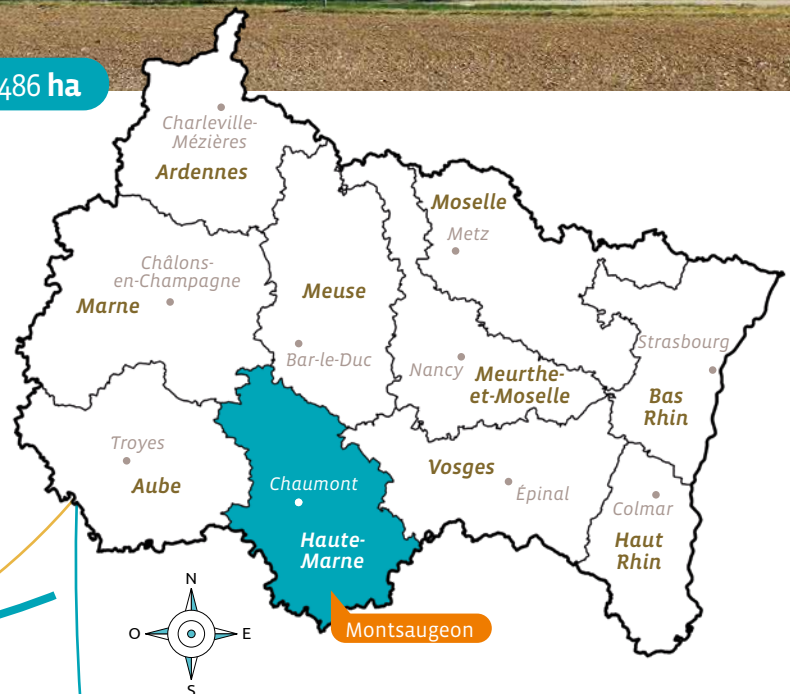 486 ha
Charleville-
Mézières
Ardennes
Moselle
Metz
Châlons-
en-Champagne
Marne
Meuse
Bar-le-Duc
Strasbourg
Nancy
Meurthe-
et-Moselle
Bas
Rhin
Troyes
Aube
Vosges
Épinal
Chaumont
Colmar
Haute-
Marne
Haut
Rhin
N
O
E
S
Montsaugeon